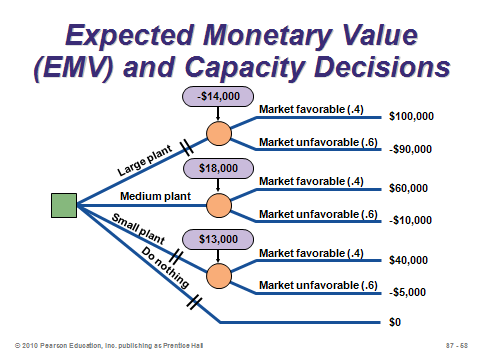 Expected Monetary Value
(EMV) and Capacity Decisions
-$14,000
Market favorable (.4)
$100,000
Market unfavorable (.6)
-$90,000
Large plant
$18,000
Market favorable (.4)
$60,000
Medium plant
Market unfavorable (.6)
-$10,000
Small plant
$13,000
Market favorable (.4)
$40,000
Do nothing
Market unfavorable (.6)
-$5,000
$0
© 2010 Pearson Education, Inc. publishing as Prentice Hall
S7 - 58